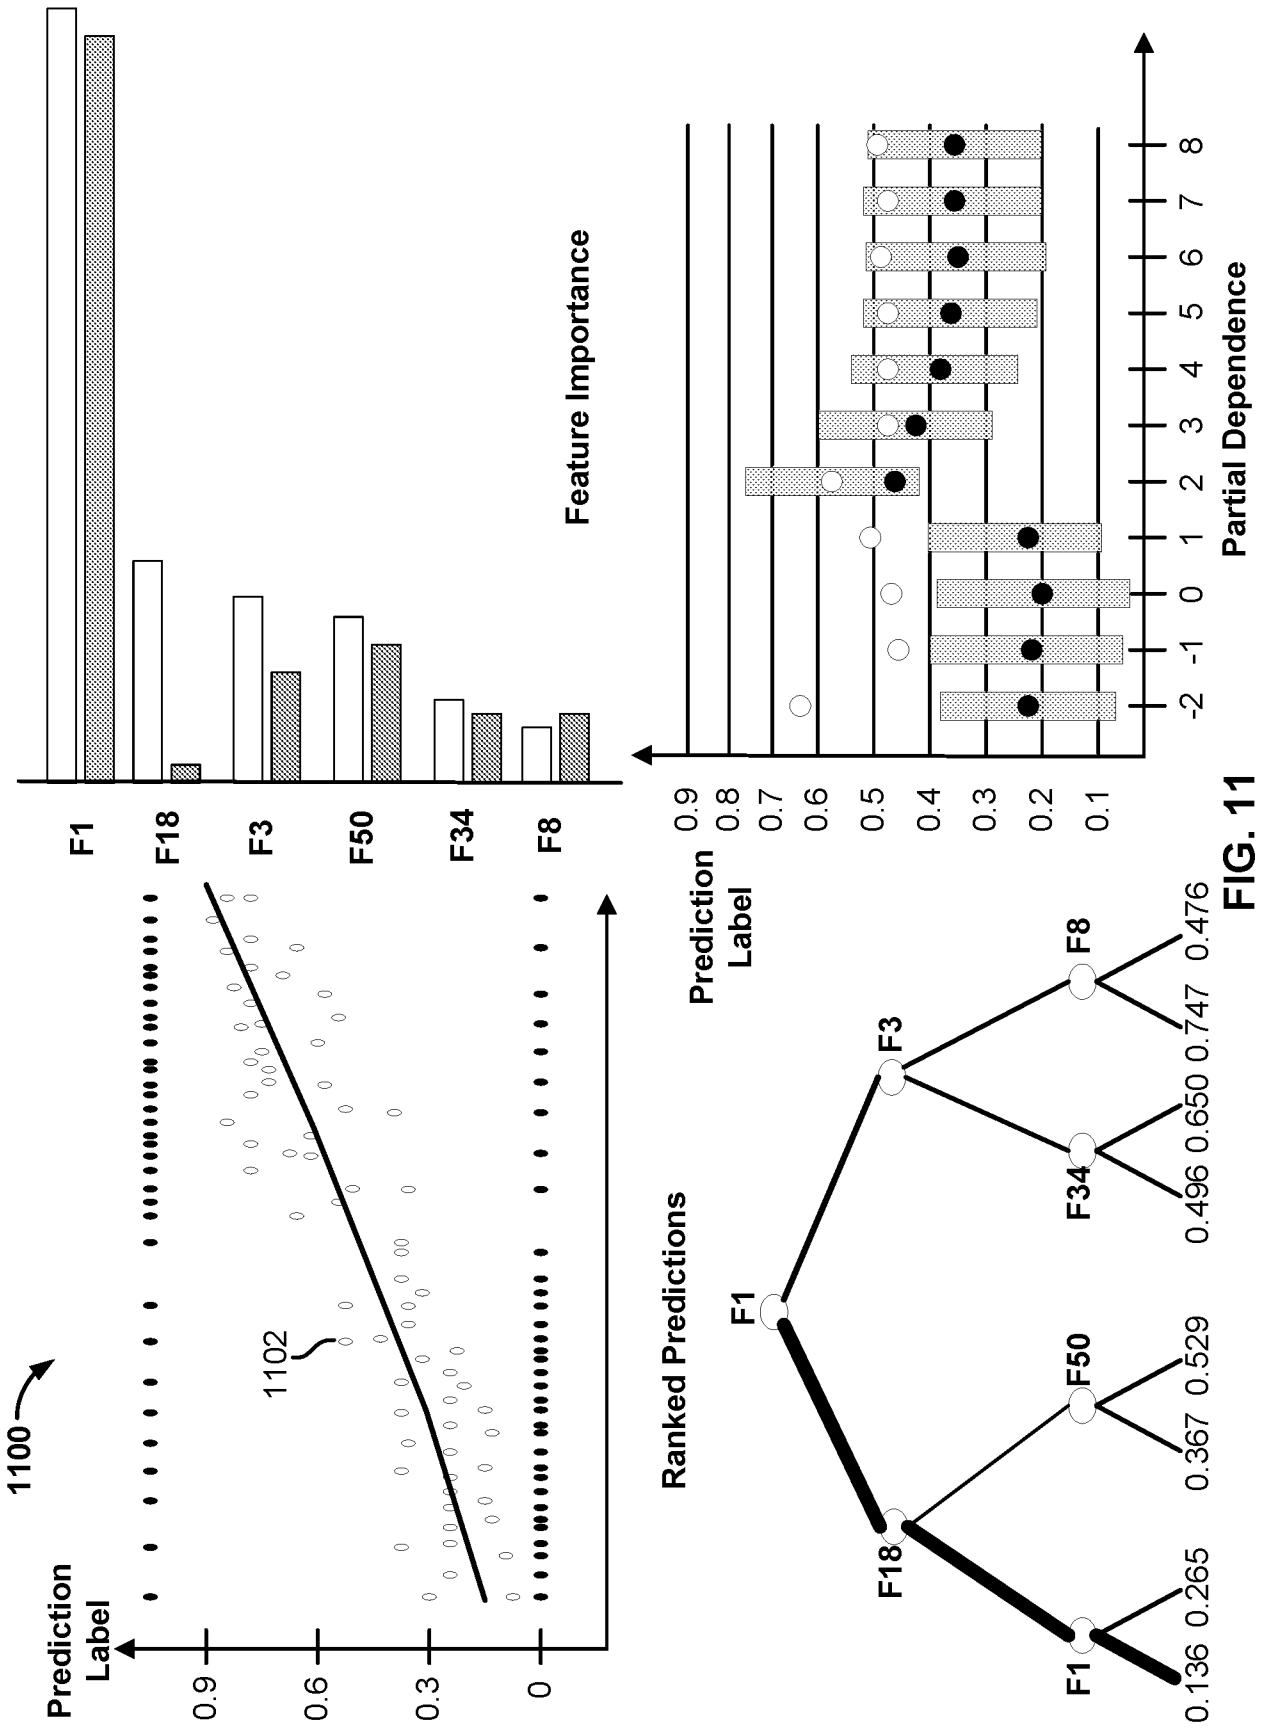 1100
Prediction
Label
0.9
0.6
0.3
0
1102
Ranked Predictions
F1
F18
F3
F50
F34
F8
Feature Importance
F1
F18
F3
F1
F50
F34
F8
0.136
0.265
0.367
0.529
0.496
0.650
0.747
0.476
Prediction
Label
0.9
0.8
0.7
0.6
0.5
0.4
0.3
0.2
0.1
-2 -1 0 1 2 3 4 5 6 7 8
Partial Dependence
FIG. 11